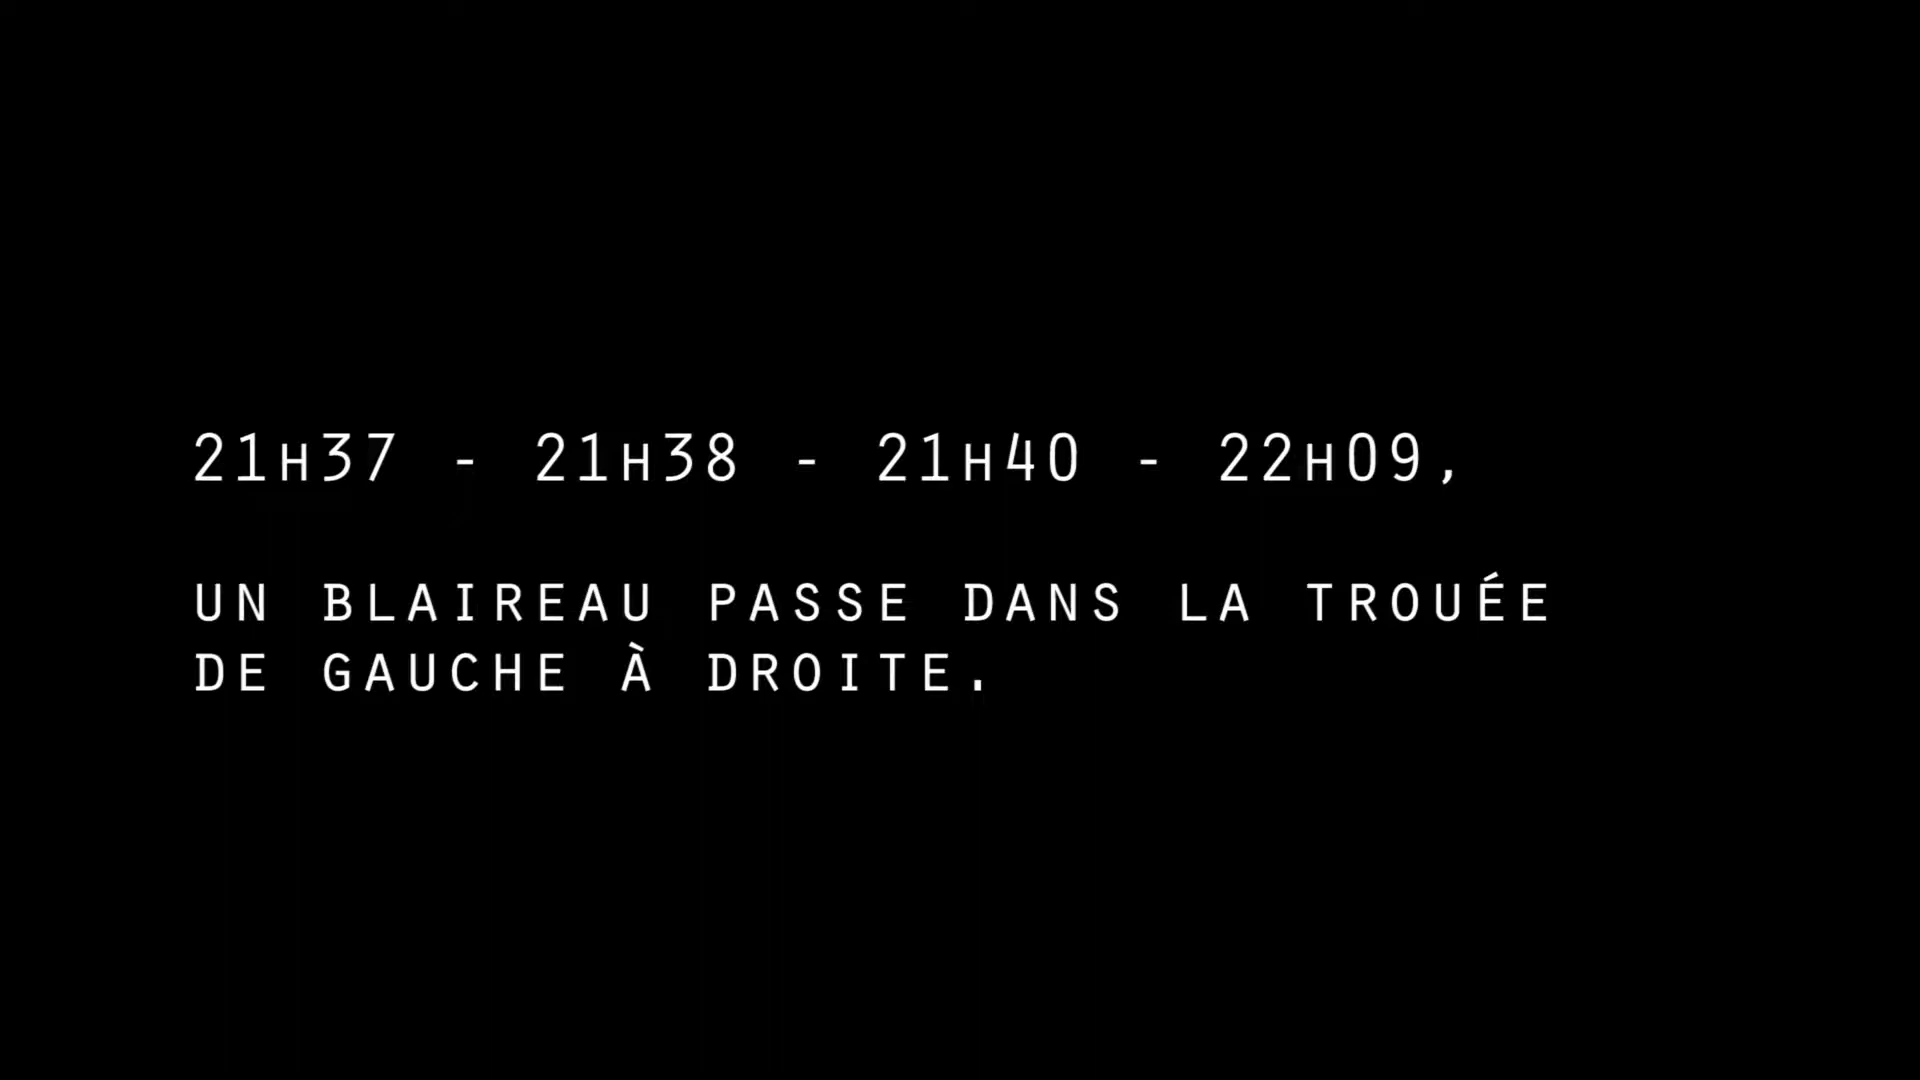 21H37 - 21H38 - 21H40 - 22H09,
UN BLAIREAU PASSE DANS LA TROUÉE
DE GAUCHE À DROITE.